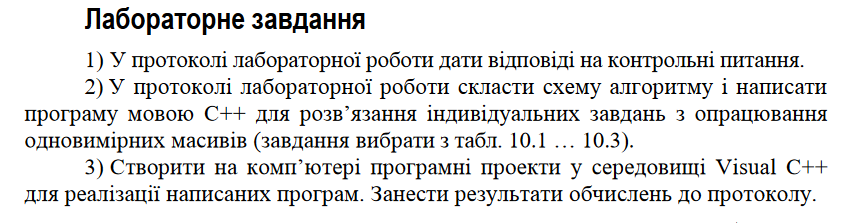 Лабораторне завдання
1) У протоколі лабораторної роботи дати відповіді на контрольні питання.
2) У протоколі лабораторної роботи скласти схему алгоритму і написати
програму мовою С++ для розв’язання індивідуальних завдань з опрацювання
одновимірних масивів (завдання вибрати з табл. 10.1 … 10.3).
3) Створити на комп’ютері програмні проекти у середовищі Visual C++
для реалізації написаних програм. Занести результати обчислень до протоколу.